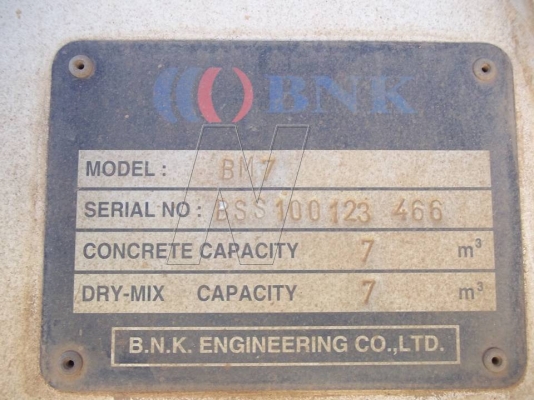 BNK
MODEL : BM7
SERIAL NO : BSS100123 466
CONCRETE CAPACITY 7 m³
DRY-MIX CAPACITY 7 m³
B.N.K. ENGINEERING CO.,LTD.